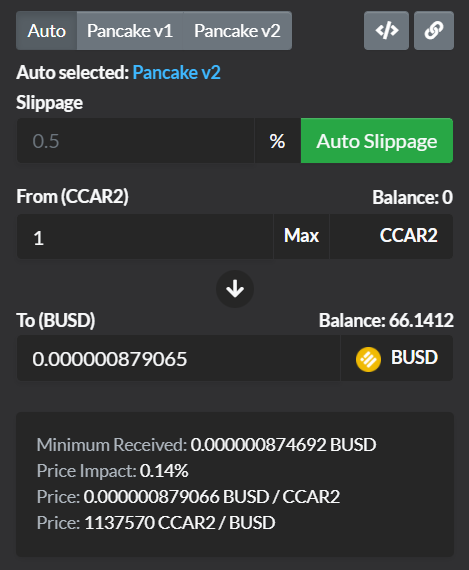 Auto Pancake v1 Pancake v2
Auto selected: Pancake v2
Slippage
0.5 % Auto Slippage
From (CCAR2) Balance: 0
1 Max CCAR2
To (BUSD) Balance: 66.1412
0.000000879065 BUSD
Minimum Received: 0.000000874692 BUSD
Price Impact: 0.14%
Price: 0.000000879066 BUSD / CCAR2
Price: 1137570 CCAR2 / BUSD